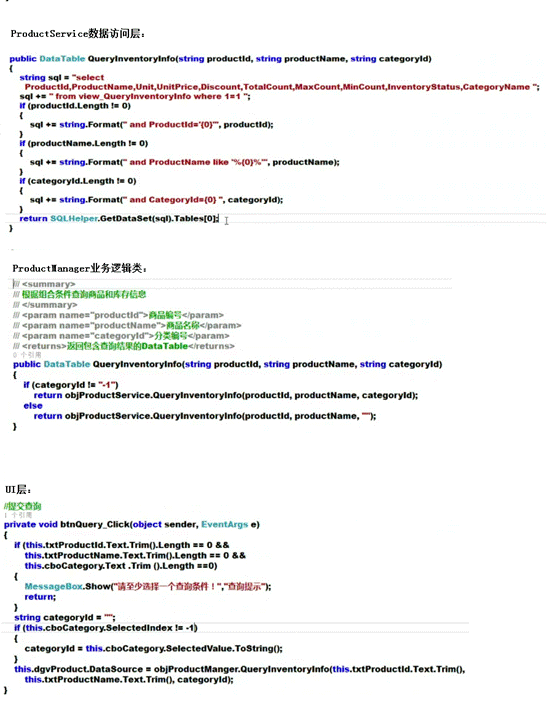 ProductService数据访问层：
public DataTable QueryInventoryInfo(string productId, string productName, string categoryId)
{
string sql = "select
ProductId,ProductName,Unit,UnitPrice,Discount,TotalCount,MaxCount,MinCount,InventoryStatus,CategoryName ";
sql += " from view_QueryInventoryInfo where 1=1 ";
if (productId.Length != 0)
{
sql += string.Format(" and ProductId='{0}'", productId);
}
if (productName.Length != 0)
{
sql += string.Format(" and ProductName like '%{0}%'", productName);
}
if (categoryId.Length != 0)
{
sql += string.Format(" and CategoryId={0} ", categoryId);
}
return SQLHelper.GetDataSet(sql).Tables[0];
}
ProductManager业务逻辑类：
/// <summary>
/// 根据组合条件查询商品和库存信息
/// </summary>
/// <param name="productId">商品编号</param>
/// <param name="productName">商品名称</param>
/// <param name="categoryId">分类编号</param>
/// <returns>返回包含查询结果的DataTable</returns>
0 个引用
public DataTable QueryInventoryInfo(string productId, string productName, string categoryId)
{
if (categoryId != "-1")
return objProductService.QueryInventoryInfo(productId, productName, categoryId);
else
return objProductService.QueryInventoryInfo(productId, productName, "");
}
UI层：
//提交查询
1 个引用
private void btnQuery_Click(object sender, EventArgs e)
{
if (this.txtProductId.Text.Trim().Length == 0 &&
this.txtProductName.Text.Trim().Length == 0 &&
this.cboCategory.Text .Trim ().Length ==0)
{
MessageBox.Show("请至少选择一个查询条件！","查询提示");
return;
}
string categoryId = "";
if (this.cboCategory.SelectedIndex != -1)
{
categoryId = this.cboCategory.SelectedValue.ToString();
}
this.dgvProduct.DataSource = objProductManger.QueryInventoryInfo(this.txtProductId.Text.Trim(),
this.txtProductName.Text.Trim(), categoryId);
}